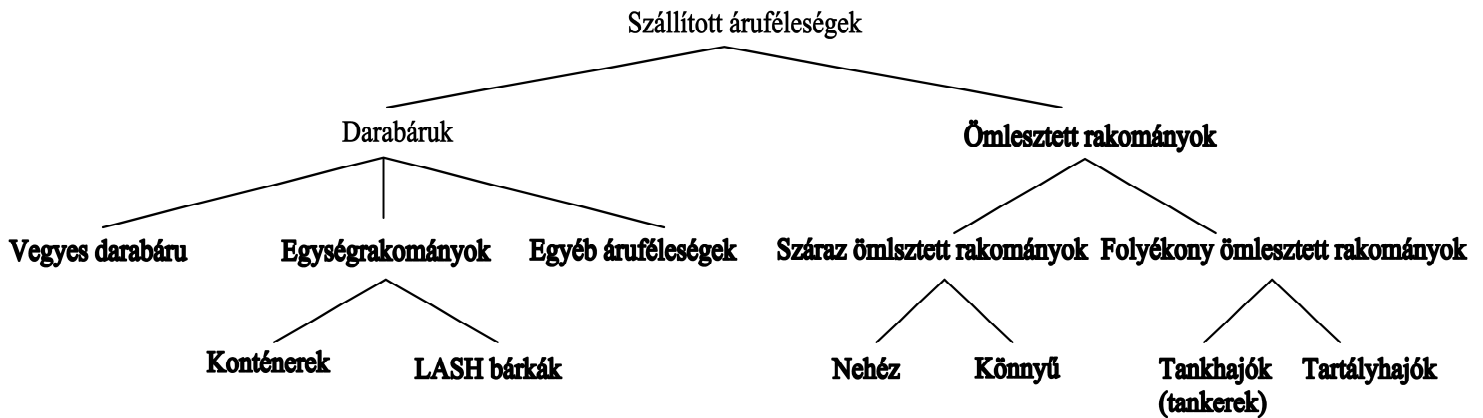 Szállított áruféleségek
Darabáruk
Ömlesztett rakományok
Vegyes darabáru
Egységrakományok
Egyéb áruféleségek
Száraz ömlsztett rakományok
Folyékony ömlesztett rakományok
Konténerek
LASH bárkák
Nehéz
Könnyű
Tankhajók
(tankerek)
Tartályhajók